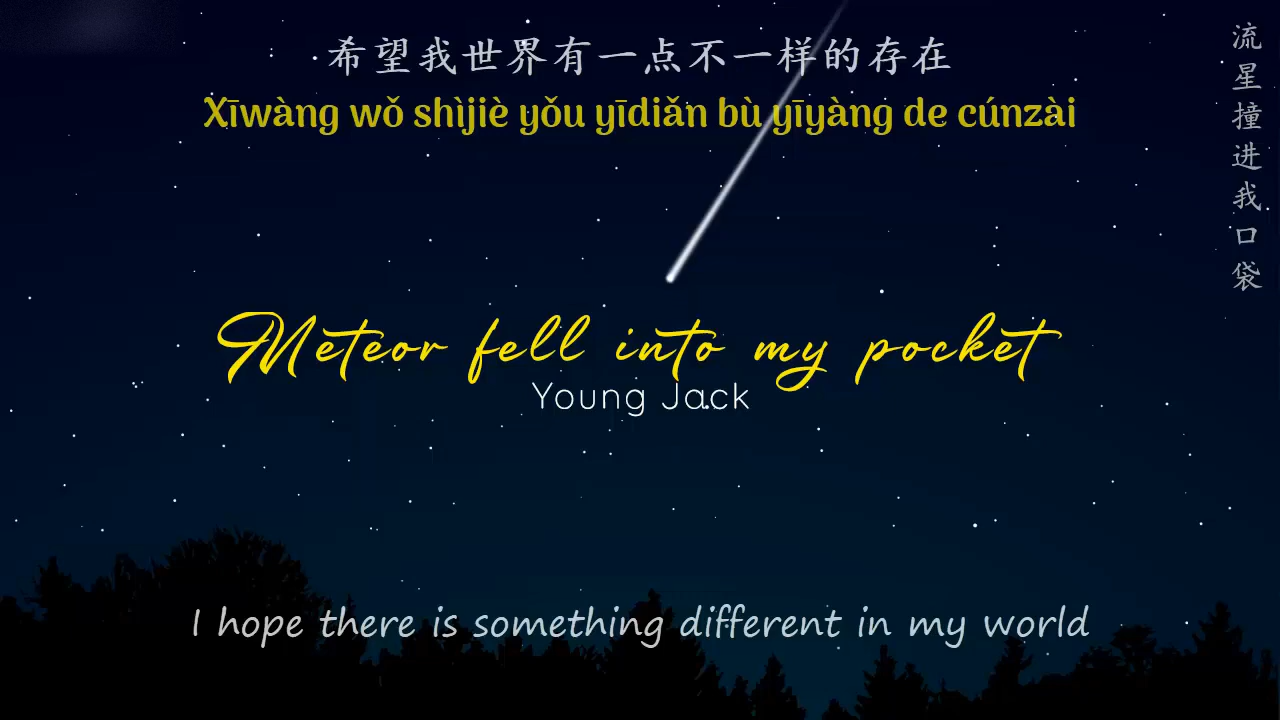 希望我世界有一点不一样的存在
Xīwàng wǒ shìjiè yǒu yīdiǎn bù yīyàng de cúnzài
流星撞进我口袋
Meteor fell into my pocket
Young Jack
I hope there is something different in my world